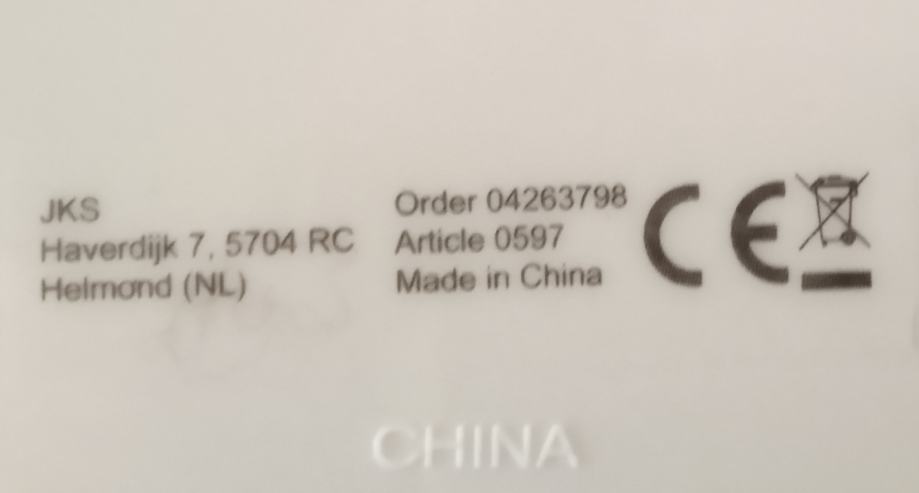 JKS
Haverdijk 7, 5704 RC
Helmond (NL)
Order 04263798
Article 0597
Made in China
CE
CHINA